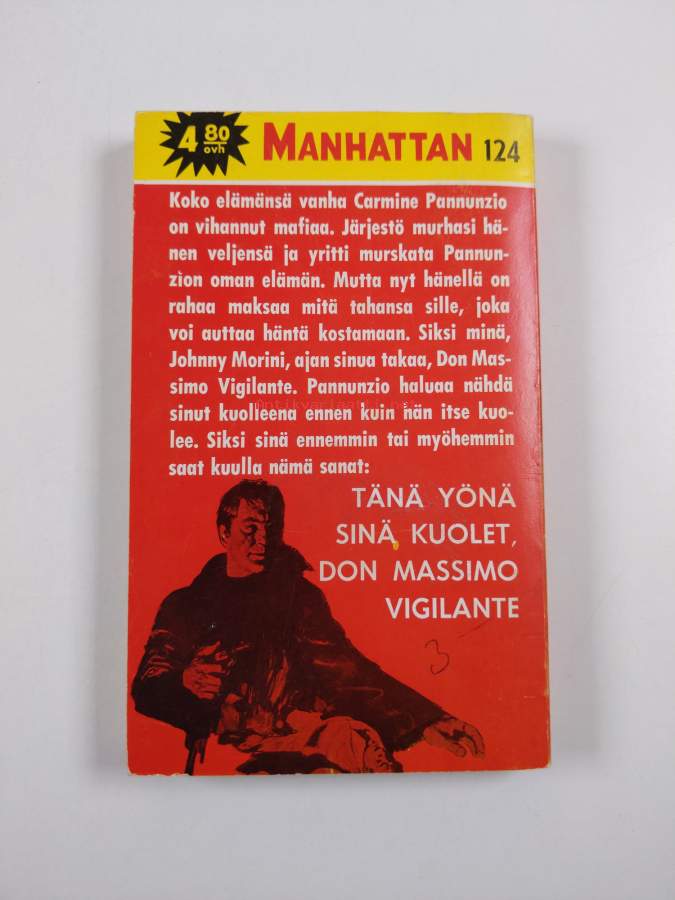 4 80 ovh MANHATTAN 124
Koko elämänsä vanha Carmine Pannunzio
on vihannut mafiaa. Järjestö murhasi hä-
nen veljensä ja yritti murskata Pannun-
zion oman elämän. Mutta nyt hänellä on
rahaa maksaa mitä tahansa sille, joka
voi auttaa häntä kostamaan. Siksi minä,
Johnny Morini, ajan sinua takaa, Don Mas-
simo Vigilante. Pannunzio haluaa nähdä
sinut kuolleena ennen kuin hän itse kuo-
lee. Siksi sinä ennemmin tai myöhemmin
saat kuulla nämä sanat:
TÄNÄ YÖNÄ
SINÄ KUOLET,
DON MASSIMO
VIGILANTE
3